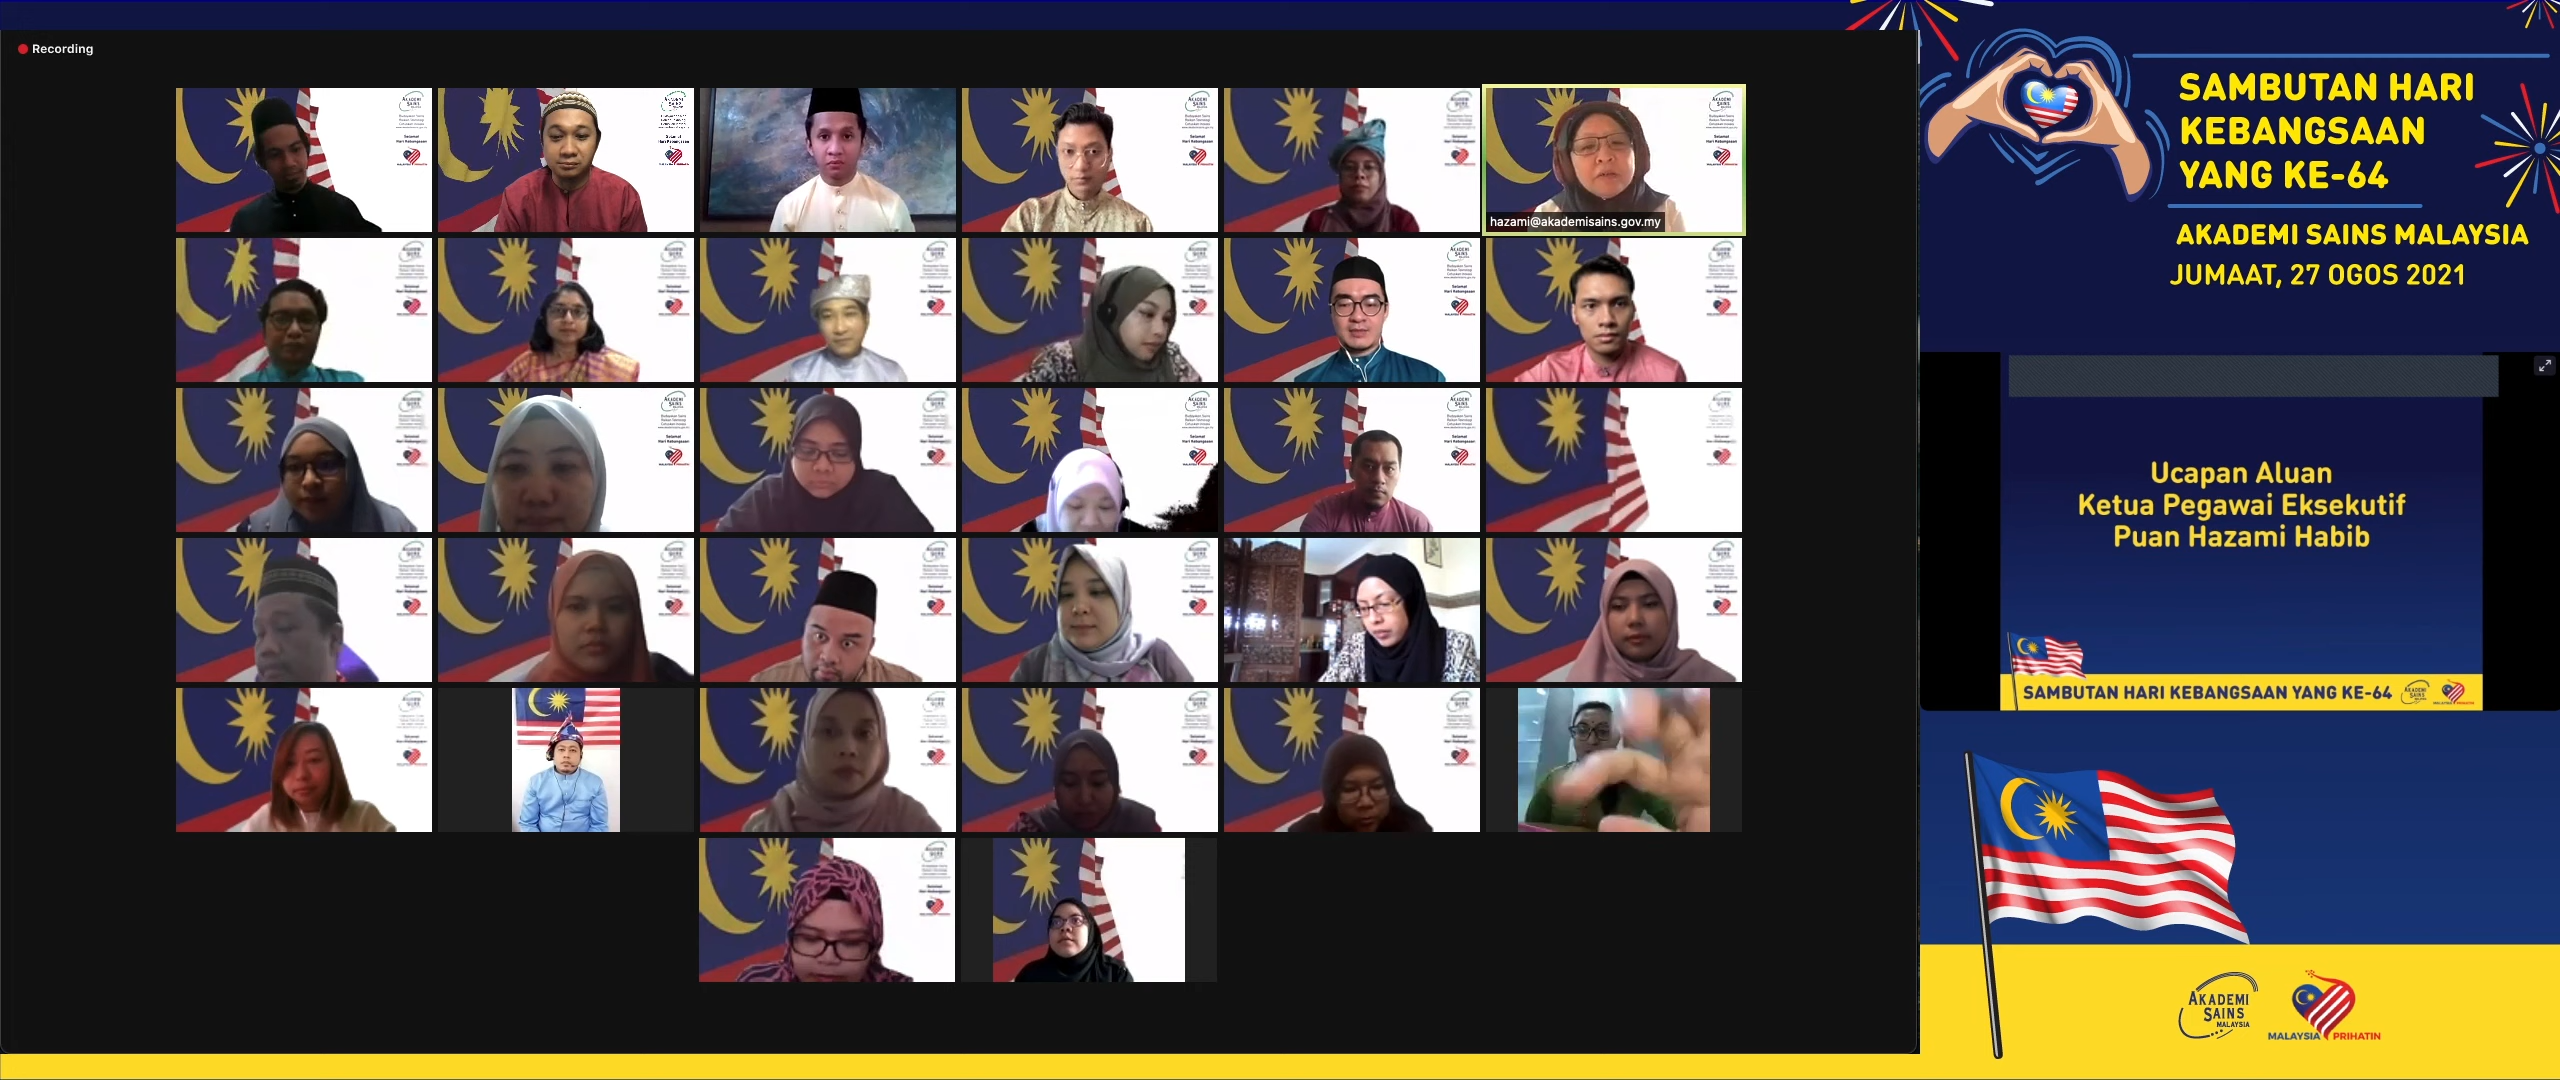 Recording
hazami@akademisains.gov.my
SAMBUTAN HARI
KEBANGSAAN
YANG KE-64
AKADEMI SAINS MALAYSIA
JUMAAT, 27 OGOS 2021
Ucapan Aluan
Ketua Pegawai Eksekutif
Puan Hazami Habib
SAMBUTAN HARI KEBANGSAAN YANG KE-64
AKADEMI
SAINS
MALAYSIA
MALAYSIA PRIHATIN